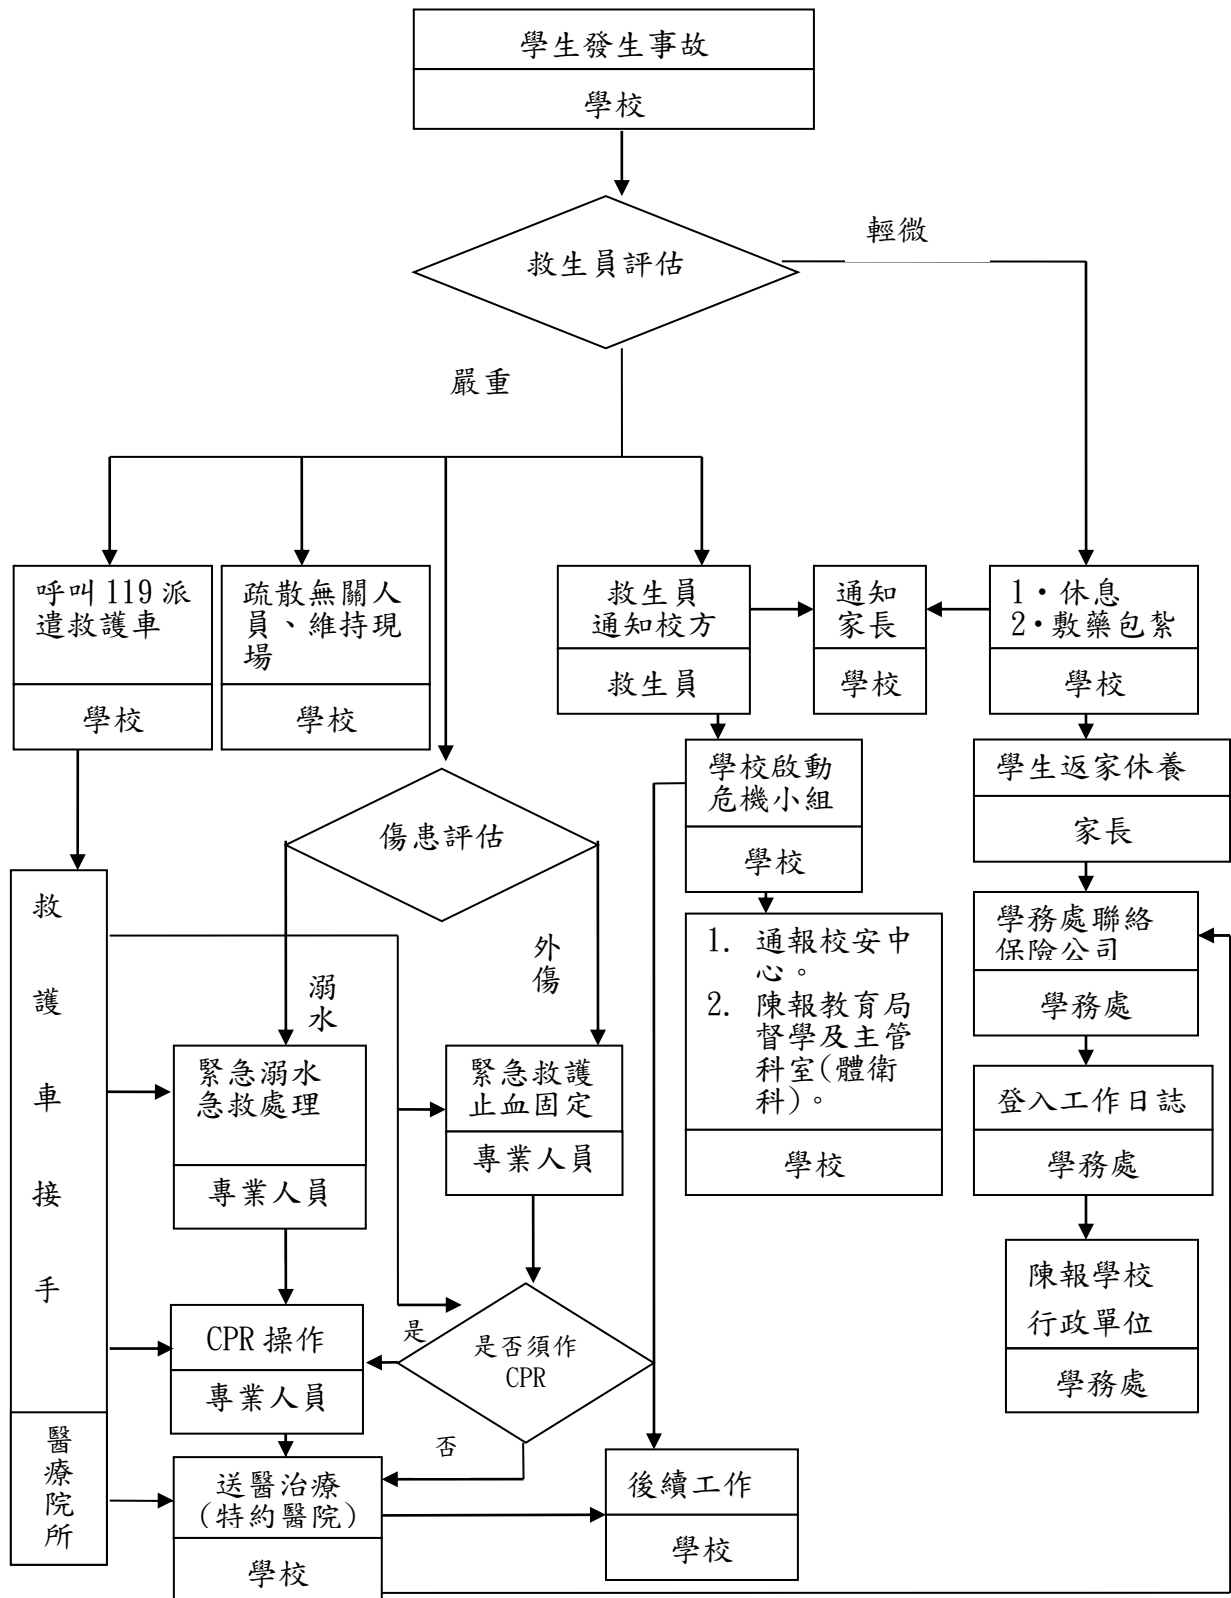 學生發生事故
學校
救生員評估
輕微
嚴重
呼叫119派
遣救護車
學校
疏散無關人
員、維持現
場
學校
救生員
通知校方
救生員
通知
家長
學校
1‧休息
2‧敷藥包紮
學校
學校啟動
危機小組
學校
學生返家休養
家長
傷患評估
溺水
外傷
救護車接手
醫療院所
1. 通報校安中
心。
2. 陳報教育局
督學及主管
科室(體衛
科)。
學校
學務處聯絡
保險公司
學務處
緊急溺水
急救處理
專業人員
緊急救護
止血固定
專業人員
登入工作日誌
學務處
陳報學校
行政單位
學務處
CPR操作
專業人員
是
是否須作
CPR
否
送醫治療
(特約醫院)
學校
後續工作
學校